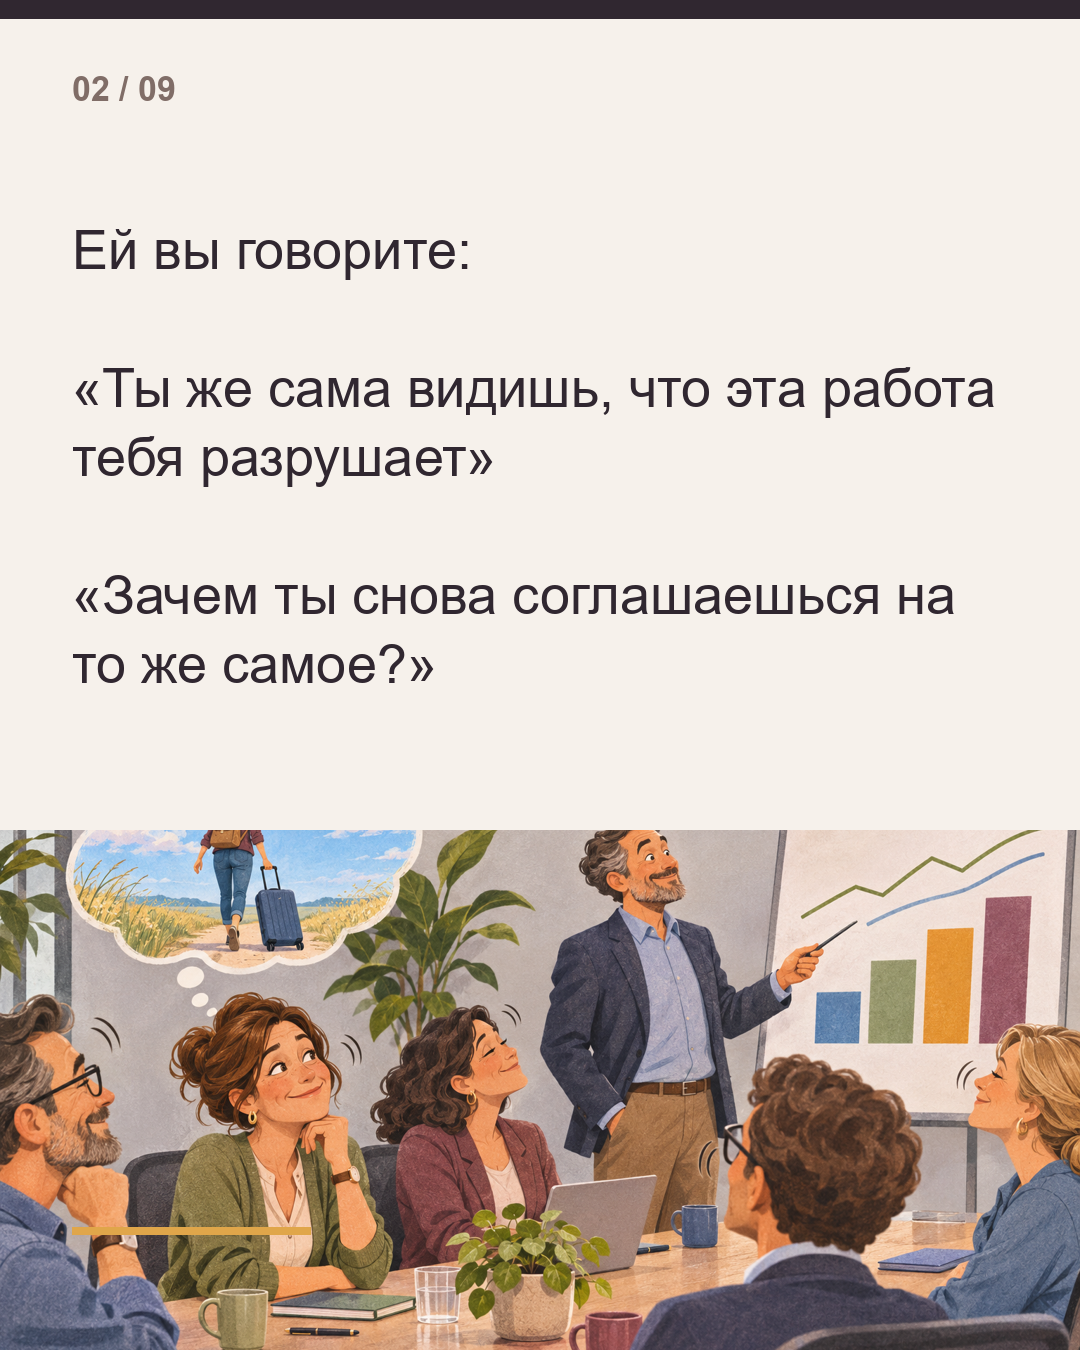 02 / 09
Ей вы говорите:
«Ты же сама видишь, что эта работа
тебя разрушает»
«Зачем ты снова соглашаешься на
то же самое?»